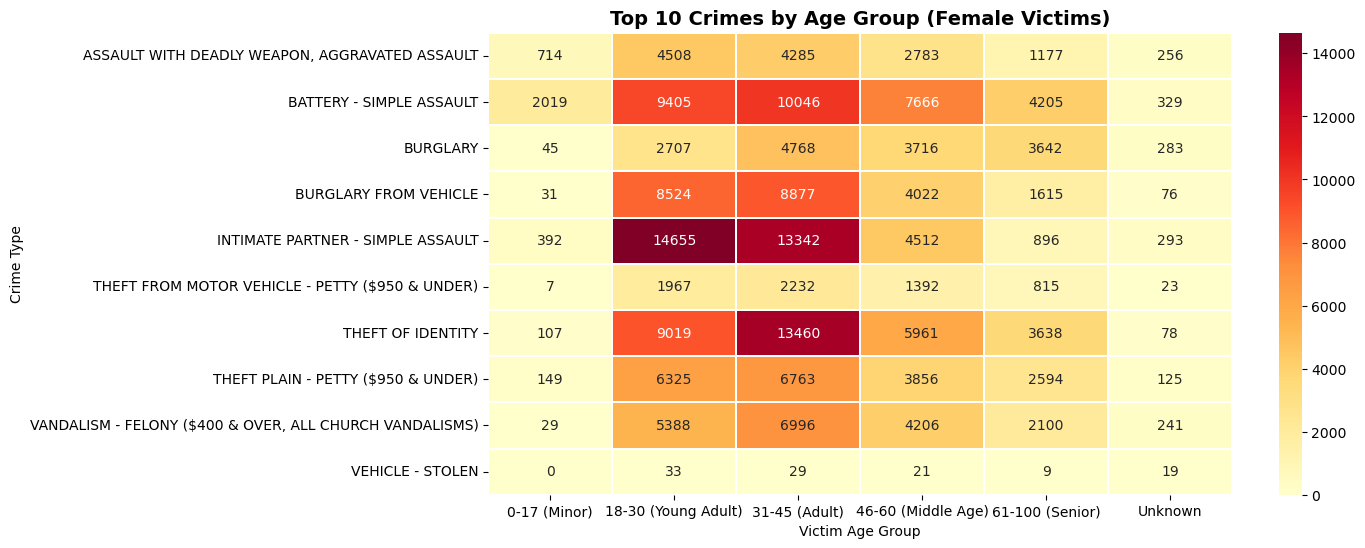 Top 10 Crimes by Age Group (Female Victims)
ASSAULT WITH DEADLY WEAPON, AGGRAVATED ASSAULT 714 4508 4285 2783 1177 256
BATTERY - SIMPLE ASSAULT 2019 9405 10046 7666 4205 329
BURGLARY 45 2707 4768 3716 3642 283
BURGLARY FROM VEHICLE 31 8524 8877 4022 1615 76
INTIMATE PARTNER - SIMPLE ASSAULT 392 14655 13342 4512 896 293
THEFT FROM MOTOR VEHICLE - PETTY ($950 & UNDER) 7 1967 2232 1392 815 23
THEFT OF IDENTITY 107 9019 13460 5961 3638 78
THEFT PLAIN - PETTY ($950 & UNDER) 149 6325 6763 3856 2594 125
VANDALISM - FELONY ($400 & OVER, ALL CHURCH VANDALISMS) 29 5388 6996 4206 2100 241
VEHICLE - STOLEN 0 33 29 21 9 19
0-17 (Minor) 18-30 (Young Adult) 31-45 (Adult) 46-60 (Middle Age) 61-100 (Senior) Unknown
Victim Age Group
Crime Type
14000
12000
10000
8000
6000
4000
2000
0